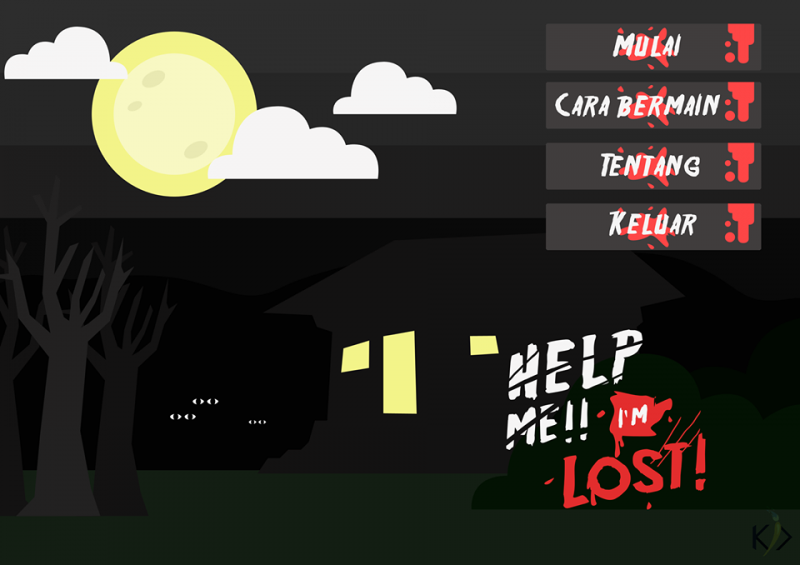 MULAI
CARA BERMAIN
TENTANG
KELUAR
HELP
ME!! I'M
LOST!